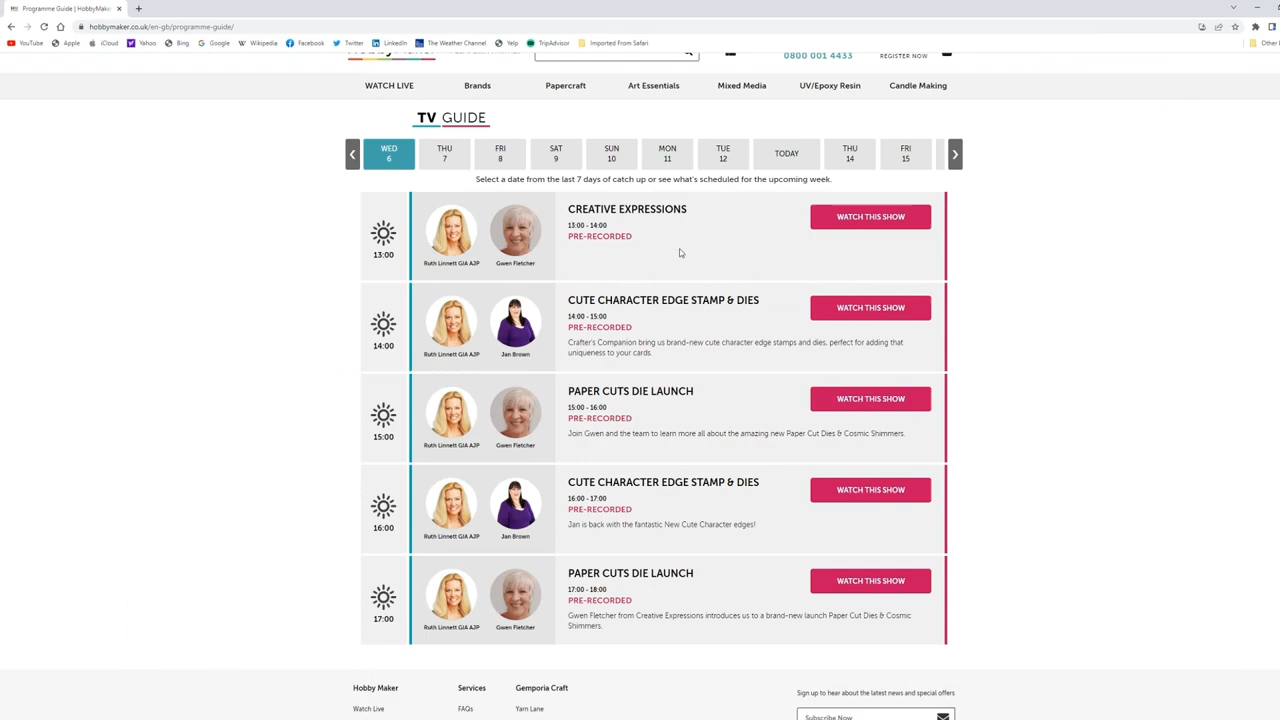 Programme Guide | HobbyMaker
hobbymaker.co.uk/en-gb/programme-guide/
YouTube Apple iCloud Yahoo Bing Google Wikipedia Facebook Twitter LinkedIn The Weather Channel Yelp TripAdvisor Imported From Safari Other
0800 001 4433 REGISTER NOW
WATCH LIVE Brands Papercraft Art Essentials Mixed Media UV/Epoxy Resin Candle Making
TV GUIDE
WED THU FRI SAT SUN MON TUE TODAY THU FRI
6 7 8 9 10 11 12 14 15
Select a date from the last 7 days of catch up or see what's scheduled for the upcoming week.
CREATIVE EXPRESSIONS
WATCH THIS SHOW
13:00 - 14:00
PRE-RECORDED
13:00
Ruth Linnett GIA AJP Gwen Fletcher
CUTE CHARACTER EDGE STAMP & DIES
WATCH THIS SHOW
14:00 - 15:00
PRE-RECORDED
Crafter's Companion bring us brand-new cute character edge stamps and dies, perfect for adding that
uniqueness to your cards.
14:00
Ruth Linnett GIA AJP Jan Brown
PAPER CUTS DIE LAUNCH
WATCH THIS SHOW
15:00 - 16:00
PRE-RECORDED
Join Gwen and the team to learn more all about the amazing new Paper Cut Dies & Cosmic Shimmers.
15:00
Ruth Linnett GIA AJP Gwen Fletcher
CUTE CHARACTER EDGE STAMP & DIES
WATCH THIS SHOW
16:00 - 17:00
PRE-RECORDED
Jan is back with the fantastic New Cute Character edges!
16:00
Ruth Linnett GIA AJP Jan Brown
PAPER CUTS DIE LAUNCH
WATCH THIS SHOW
17:00 - 18:00
PRE-RECORDED
Gwen Fletcher from Creative Expressions introduces us to a brand-new launch Paper Cut Dies & Cosmic
Shimmers.
17:00
Ruth Linnett GIA AJP Gwen Fletcher
Hobby Maker Services Gemporia Craft Sign up to hear about the latest news and special offers
Watch Live FAQs Yarn Lane
Subscribe Now